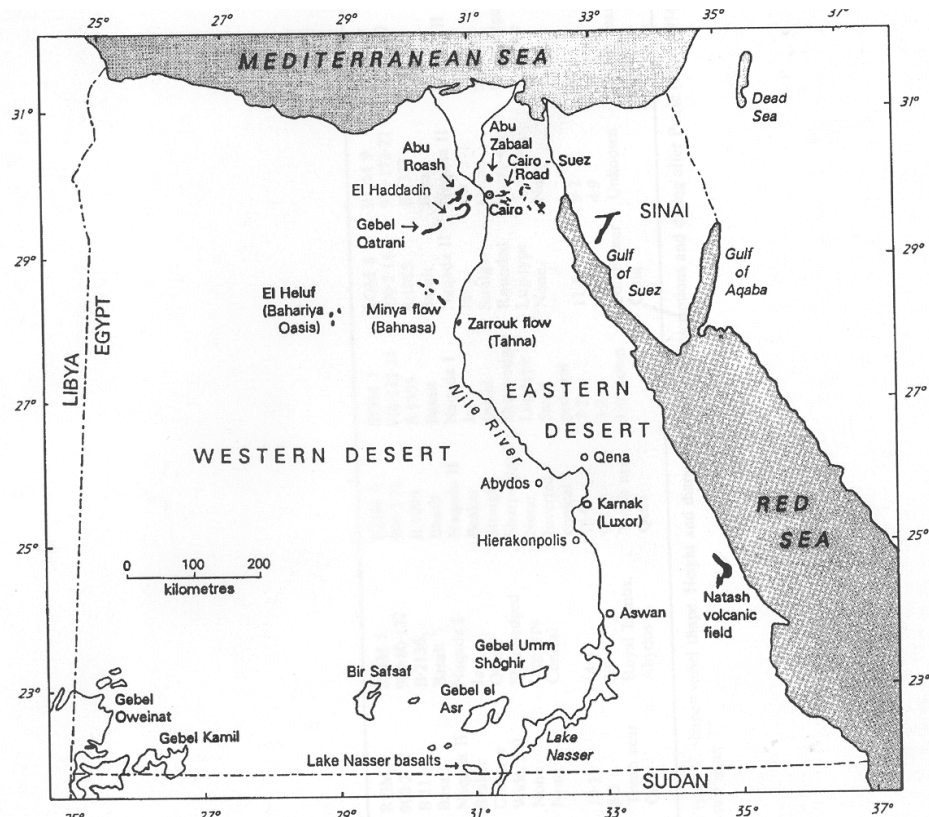 25° 27° 29° 31° 33° 35°
MEDITERRANEAN SEA
31°
31°
Dead
Sea
Abu
Zabaal
Abu
Roash
Cairo - Suez
Road
El Haddadin
Cairo
SINAI
Gebel
Qatrani
29°
29°
Gulf
of
Suez
Gulf
of
Aqaba
El Heluf
(Bahariya
Oasis)
Minya flow
(Bahnasa)
Zarrouk flow
(Tahna)
LIBYA
EGYPT
27°
27°
Nile River
EASTERN
DESERT
WESTERN DESERT
Qena
Abydos
Karnak
(Luxor)
RED
SEA
Hierakonpolis
25°
25°
0 100 200
kilometres
Natash
volcanic
field
Aswan
Gebel Umm
Shôghir
Bir Safsaf
23°
23°
Gebel
Oweinat
Gebel el
Asr
Gebel Kamil
Lake
Nasser
Lake Nasser basalts
SUDAN
25° 27° 29° 31° 33° 35° 37°